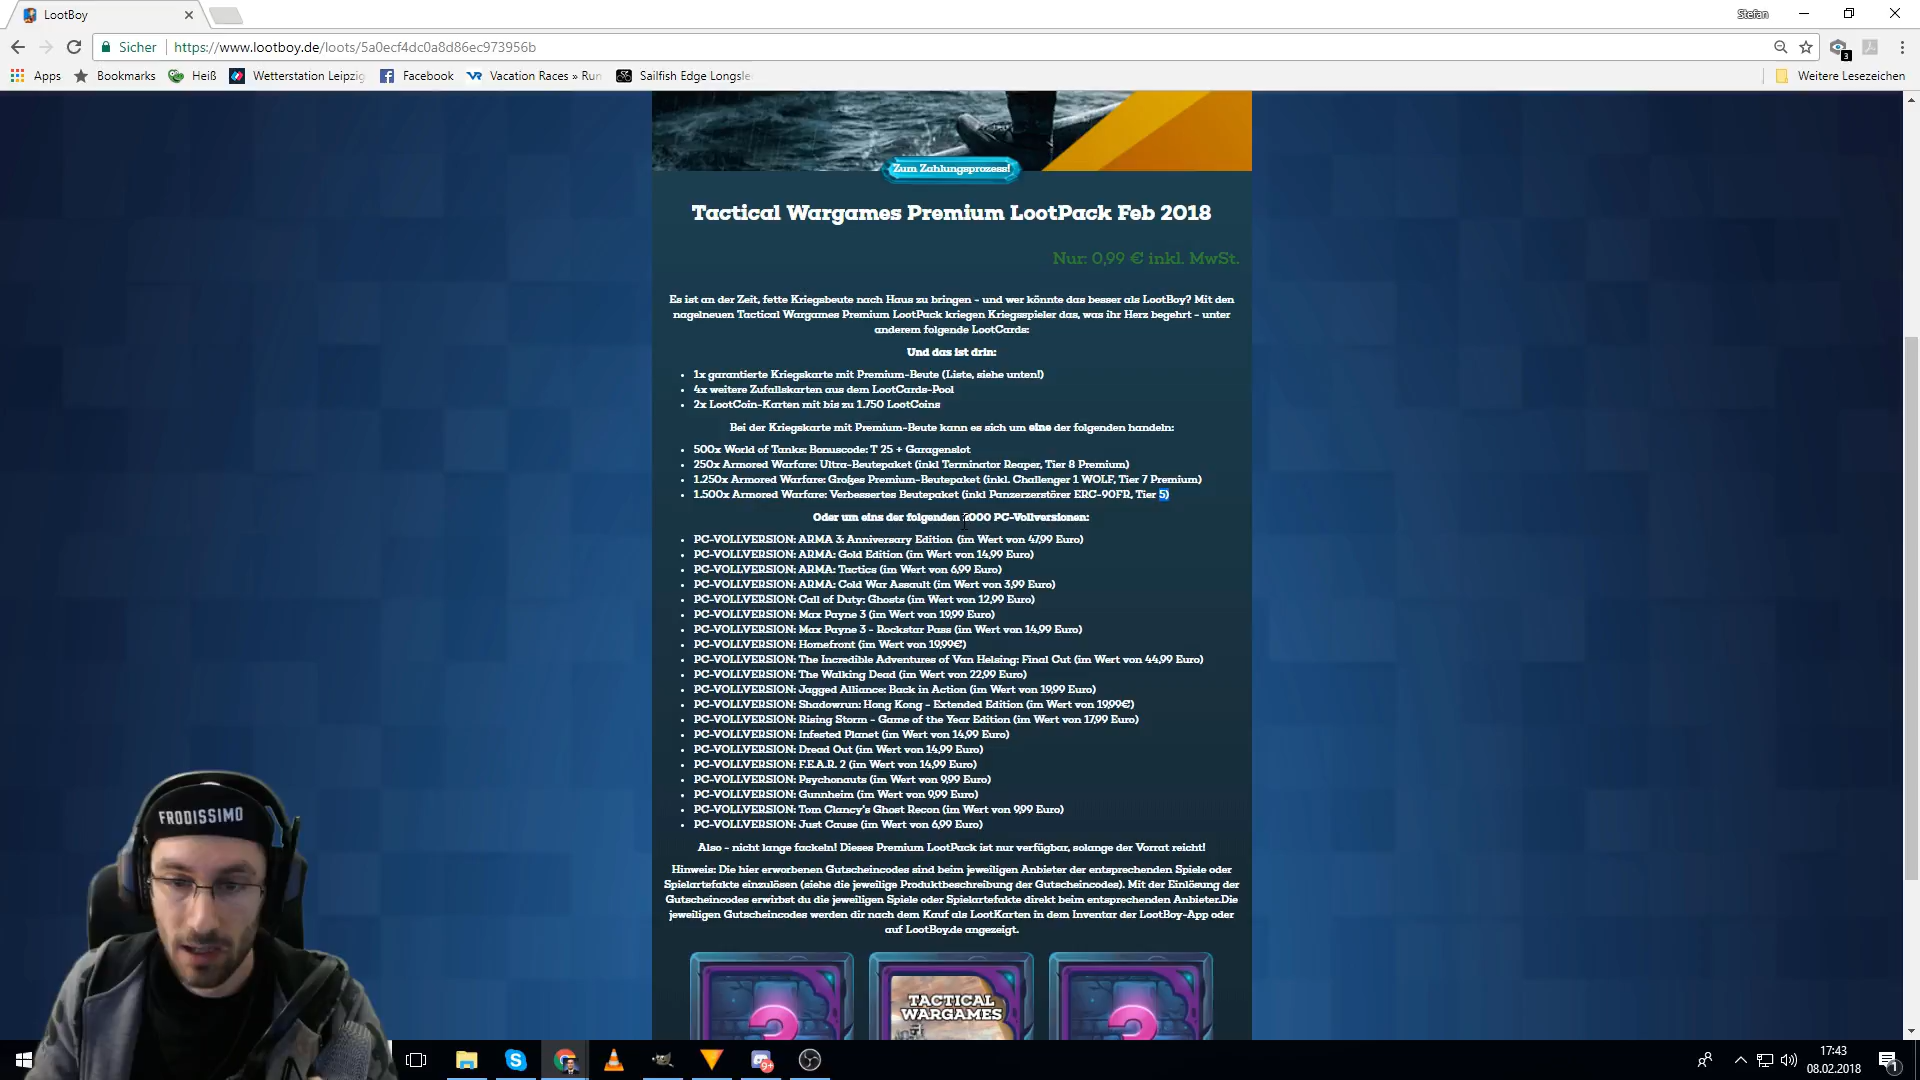 LootBoy
Stefan
Sicher
https://www.lootboy.de/loots/5a0ecf4dc0a8d86ec973956b
3
Apps
Bookmarks
Heiß
Wetterstation Leipzig
Facebook
Vacation Races » Run
Sailfish Edge Longsle
Weitere Lesezeichen
Zum Zahlungsprozess!
Tactical Wargames Premium LootPack Feb 2018
Nur: 0,99 € inkl. MwSt.
Es ist an der Zeit, fette Kriegsbeute nach Haus zu bringen - und wer könnte das besser als LootBoy? Mit den
nagelneuen Tactical Wargames Premium LootPack kriegen Kriegsspieler das, was ihr Herz begehrt - unter
anderem folgende LootCards:
Und das ist drin:
• 1x garantierte Kriegskarte mit Premium-Beute (Liste, siehe unten!)
• 4x weitere Zufallskarten aus dem LootCards-Pool
• 2x LootCoin-Karten mit bis zu 1.750 LootCoins
Bei der Kriegskarte mit Premium-Beute kann es sich um eine der folgenden handeln:
• 500x World of Tanks: Bonuscode: T 25 + Garagenslot
• 250x Armored Warfare: Ultra-Beutepaket (inkl Terminator Reaper, Tier 8 Premium)
• 1.250x Armored Warfare: Großes Premium-Beutepaket (inkl. Challenger 1 WOLF, Tier 7 Premium)
• 1.500x Armored Warfare: Verbessertes Beutepaket (inkl Panzerzerstörer ERC-90FR, Tier 5)
Oder um eins der folgenden 1000 PC-Vollversionen:
• PC-VOLLVERSION: ARMA 3: Anniversary Edition (im Wert von 47,99 Euro)
• PC-VOLLVERSION: ARMA: Gold Edition (im Wert von 14,99 Euro)
• PC-VOLLVERSION: ARMA: Tactics (im Wert von 6,99 Euro)
• PC-VOLLVERSION: ARMA: Cold War Assault (im Wert von 3,99 Euro)
• PC-VOLLVERSION: Call of Duty: Ghosts (im Wert von 12,99 Euro)
• PC-VOLLVERSION: Max Payne 3 (im Wert von 19,99 Euro)
• PC-VOLLVERSION: Max Payne 3 - Rockstar Pass (im Wert von 14,99 Euro)
• PC-VOLLVERSION: Homefront (im Wert von 19,99€)
• PC-VOLLVERSION: The Incredible Adventures of Van Helsing: Final Cut (im Wert von 44,99 Euro)
• PC-VOLLVERSION: The Walking Dead (im Wert von 22,99 Euro)
• PC-VOLLVERSION: Jagged Alliance: Back in Action (im Wert von 19,99 Euro)
• PC-VOLLVERSION: Shadowrun: Hong Kong - Extended Edition (im Wert von 19,99€)
• PC-VOLLVERSION: Rising Storm - Game of the Year Edition (im Wert von 17,99 Euro)
• PC-VOLLVERSION: Infested Planet (im Wert von 14,99 Euro)
• PC-VOLLVERSION: Dread Out (im Wert von 14,99 Euro)
• PC-VOLLVERSION: F.E.A.R. 2 (im Wert von 14,99 Euro)
• PC-VOLLVERSION: Psychonauts (im Wert von 9,99 Euro)
• PC-VOLLVERSION: Gunnheim (im Wert von 9,99 Euro)
• PC-VOLLVERSION: Tom Clancy's Ghost Recon (im Wert von 9,99 Euro)
• PC-VOLLVERSION: Just Cause (im Wert von 6,99 Euro)
Also - nicht lange fackeln! Dieses Premium LootPack ist nur verfügbar, solange der Vorrat reicht!
Hinweis: Die hier erworbenen Gutscheincodes sind beim jeweiligen Anbieter der entsprechenden Spiele oder
Spielartefakte einzulösen (siehe die jeweilige Produktbeschreibung der Gutscheincodes). Mit der Einlösung der
Gutscheincodes erwirbst du die jeweiligen Spiele oder Spielartefakte direkt beim entsprechenden Anbieter.Die
jeweiligen Gutscheincodes werden dir nach dem Kauf als LootKarten in dem Inventar der LootBoy-App oder
auf LootBoy.de angezeigt.
TACTICAL
WARGAMES
FRODISSIMO
9+
17:43
08.02.2018
1